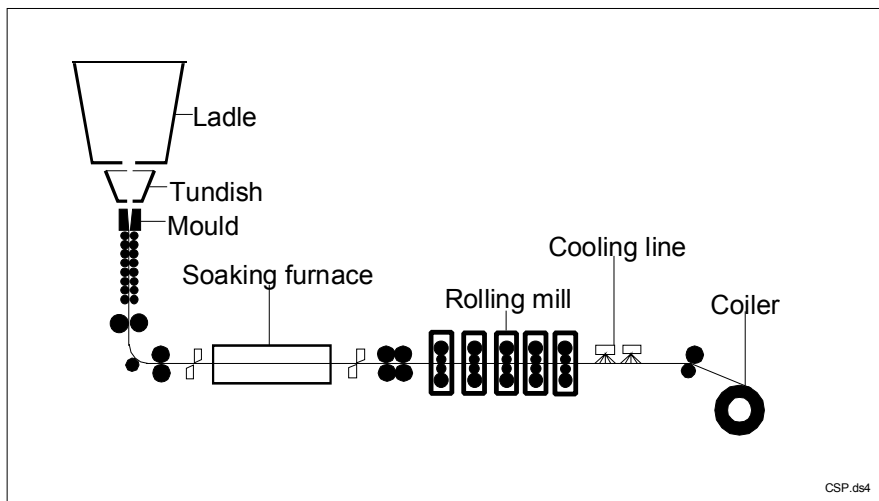 Ladle
Tundish
Mould
Soaking furnace
Rolling mill
Cooling line
Coiler
CSP.ds4